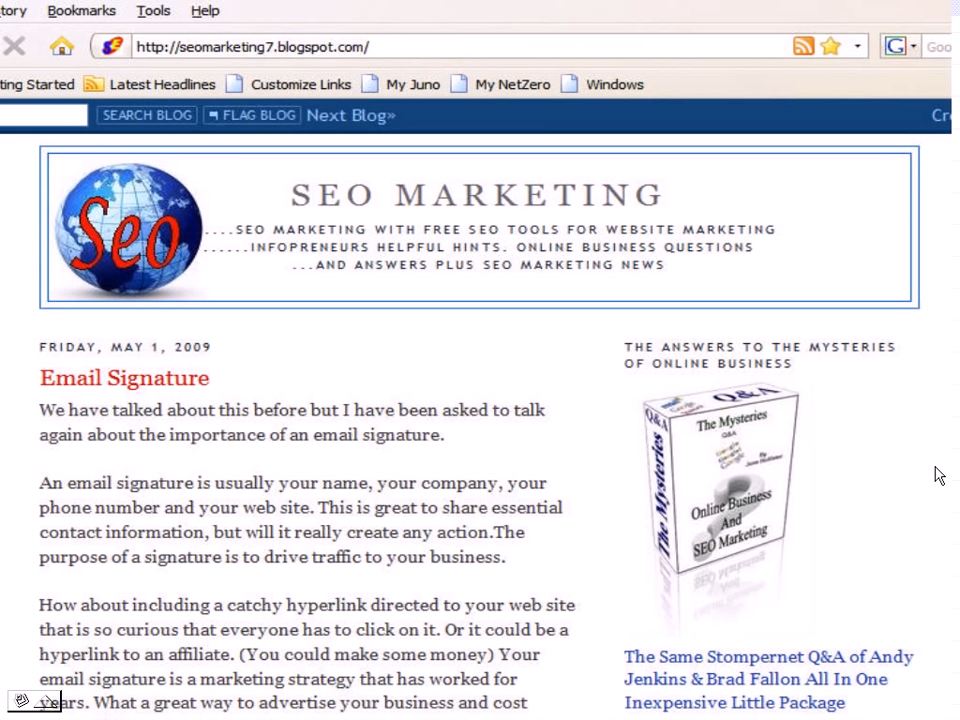 tory Bookmarks Tools Help
http://seomarketing7.blogspot.com/ G Goo
ting Started Latest Headlines Customize Links My Juno My NetZero Windows
SEARCH BLOG FLAG BLOG Next Blog» Cr
Seo
SEO MARKETING
....SEO MARKETING WITH FREE SEO TOOLS FOR WEBSITE MARKETING
......INFOPRENEURS HELPFUL HINTS. ONLINE BUSINESS QUESTIONS
...AND ANSWERS PLUS SEO MARKETING NEWS
FRIDAY, MAY 1, 2009
Email Signature
We have talked about this before but I have been asked to talk
again about the importance of an email signature.
An email signature is usually your name, your company, your
phone number and your web site. This is great to share essential
contact information, but will it really create any action.The
purpose of a signature is to drive traffic to your business.
How about including a catchy hyperlink directed to your web site
that is so curious that everyone has to click on it. Or it could be a
hyperlink to an affiliate. (You could make some money) Your
email signature is a marketing strategy that has worked for
years. What a great way to advertise your business and cost
THE ANSWERS TO THE MYSTERIES
OF ONLINE BUSINESS
Q&A
Q&A
The Mysteries
The Mysteries
Q&A
Google
By
Online Business
And
SEO Marketing
The Same Stompernet Q&A of Andy
Jenkins & Brad Fallon All In One
Inexpensive Little Package